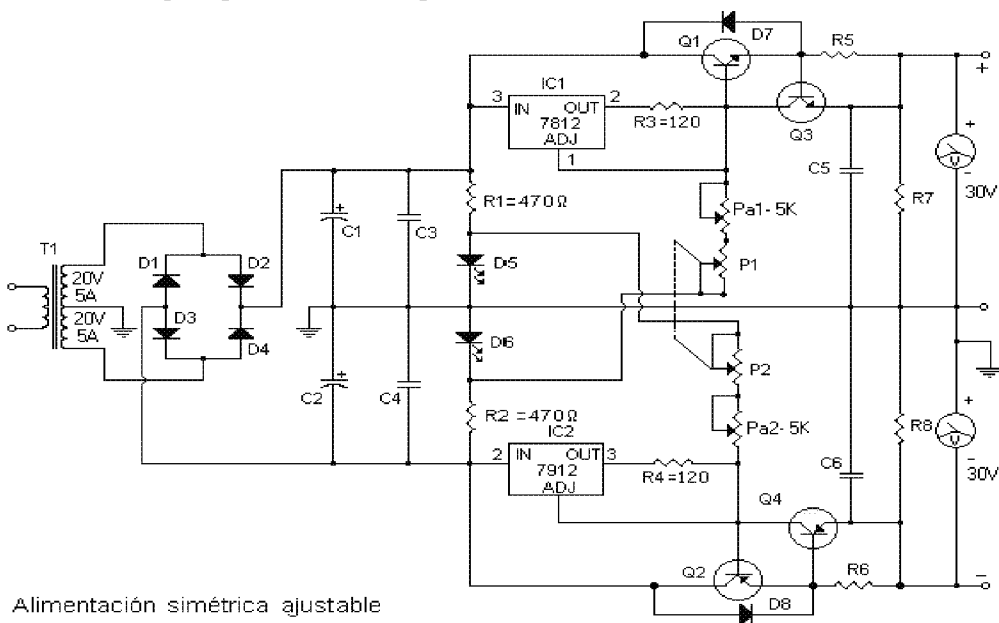 D7
Q1
R5
+
IC1
3 IN OUT 2
7812
ADJ
1
R3=120
Q3
+
V
-
30V
C5
R1=470Ω
Pa1-5K
R7
T1
C1
+
C3
D1
D2
20V
5A
D5
P1
20V
5A
D3
D4
D6
P2
C2
+
C4
R2 =470Ω
Pa2-5K
R8
+
V
-
30V
IC2
2 IN OUT 3
7912
ADJ
R4=120
C6
Q4
Q2
R6
-
D8
Alimentación simétrica ajustable